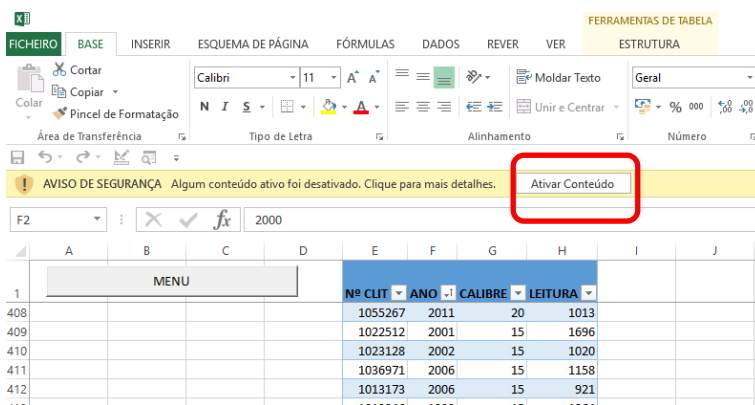 FERRAMENTAS DE TABELA
FICHEIRO BASE INSERIR ESQUEMA DE PÁGINA FÓRMULAS DADOS REVER VER ESTRUTURA
Cortar
Copiar
Pincel de Formatação
Colar
Calibri 11 A A
N I S A
Moldar Texto
Unir e Centrar
Geral
% 000 ,00
Área de Transferência Tipo de Letra Alinhamento Número
AVISO DE SEGURANÇA Algum conteúdo ativo foi desativado. Clique para mais detalhes. Ativar Conteúdo
F2 fx 2000
A B C D E F G H I J
MENU
1 Nº CLIT ANO CALIBRE LEITURA
408 1055267 2011 20 1013
409 1022512 2001 15 1696
410 1023128 2002 15 1020
411 1036971 2006 15 1158
412 1013173 2006 15 921